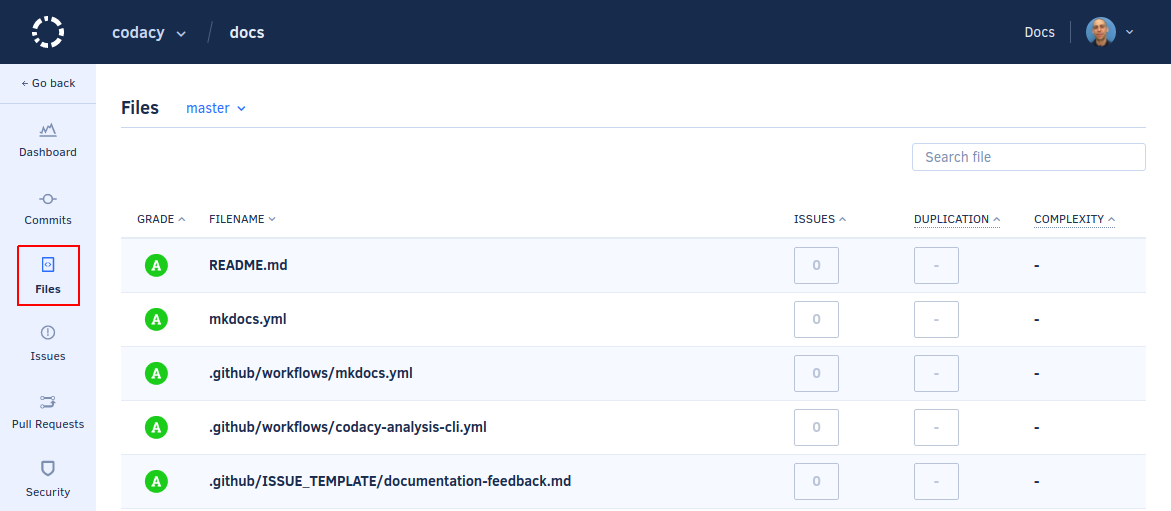 codacy / docs
Docs
← Go back
Files master
Dashboard
Search file
Commits
GRADE FILENAME ISSUES DUPLICATION COMPLEXITY
A README.md 0 - -
Files
A mkdocs.yml 0 - -
Issues
A .github/workflows/mkdocs.yml 0 - -
Pull Requests
A .github/workflows/codacy-analysis-cli.yml 0 - -
Security
A .github/ISSUE_TEMPLATE/documentation-feedback.md 0 - -